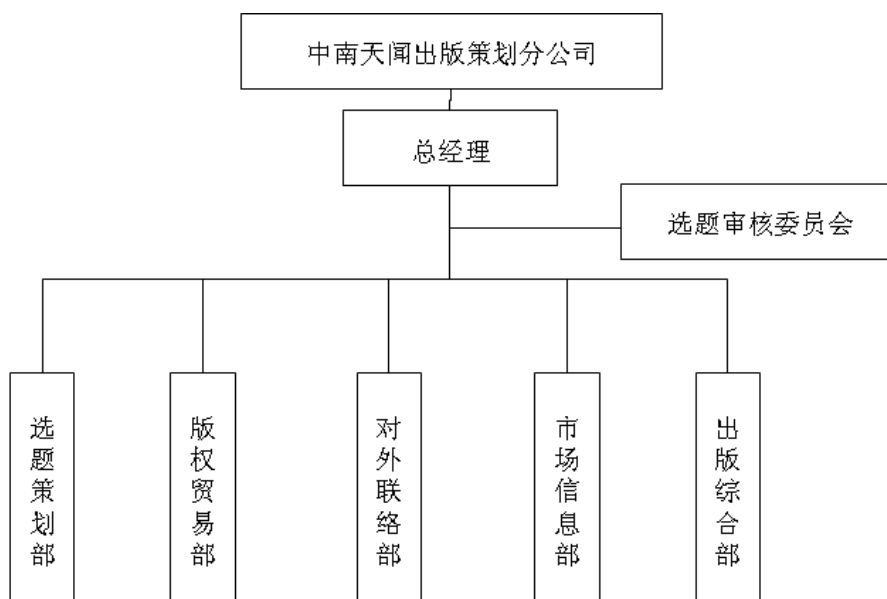 中南天闻出版策划分公司
总经理
选题审核委员会
选题策划部
版权贸易部
对外联络部
市场信息部
出版综合部